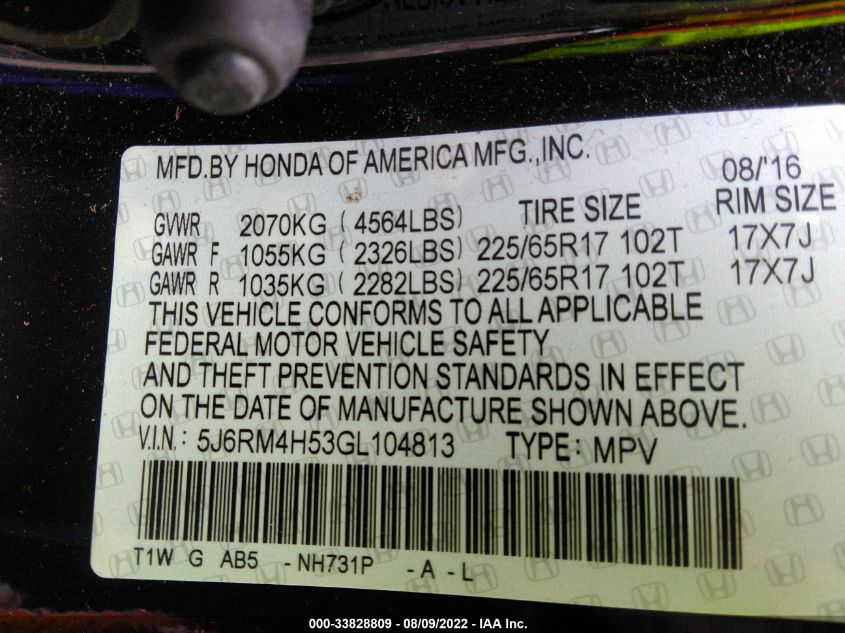 MFD.BY HONDA OF AMERICA MFG.,INC. 08/'16
TIRE SIZE RIM SIZE
GVWR 2070KG ( 4564LBS)
GAWR F 1055KG ( 2326LBS) 225/65R17 102T 17X7J
GAWR R 1035KG ( 2282LBS) 225/65R17 102T 17X7J
THIS VEHICLE CONFORMS TO ALL APPLICABLE
FEDERAL MOTOR VEHICLE SAFETY
AND THEFT PREVENTION STANDARDS IN EFFECT
ON THE DATE OF MANUFACTURE SHOWN ABOVE.
V.I.N.: 5J6RM4H53GL104813 TYPE: MPV
T1W G AB5 - NH731P - A - L
000-33828809 - 08/09/2022 - IAA Inc.